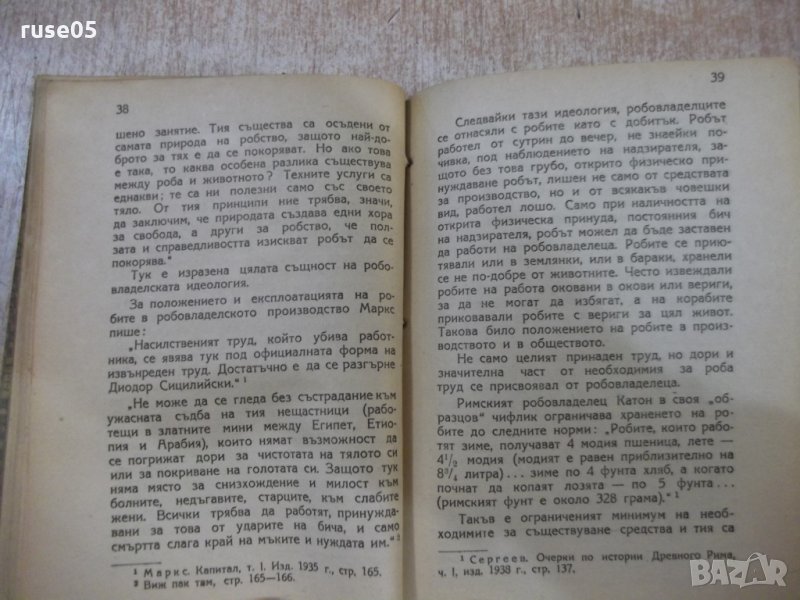 ruse05
38
шено занятие. Тия същества са осъдени от
самата природа на робство, защото най-до-
брото за тях е да се покоряват. Но ако това
е така, то каква особена разлика съществува
между роба и животното? Техните услуги са
еднакви; те са ни полезни само със своето
тяло. От тия принципи ние трябва, значи,
да заключим, че природата създава едни хора
за свобода, а други за робство, че пол-
зата и справедливостта изискват робът да се
покорява."
Тук е изразена цялата същност на робо-
владелската идеология.
За положението и експлоатацията на ро-
бите в робовладелското производство Маркс
пише:
„Насилственият труд, който убива работ-
ника, се явява тук под официалната форма на
извънреден труд. Достатъчно е да се разгърне
Диодор Сицилийски."¹
„Не може да се гледа без състрадание към
ужасната съдба на тия нещастници (рабо-
тещи в златните мини между Египет, Етио-
пия и Арабия), които нямат възможност да
се погрижат дори за чистотата на тялото си
или за покриване на голотата си. Защото тук
няма място за снизхождение и милост към
болните, недъгавите, старците, към слабите
жени. Всички трябва да работят, принужда-
вани за това от ударите на бича, и само
смъртта слага край на мъките и нуждата им."²
¹ Маркс. Капитал, т. I. Изд. 1935 г., стр, 165.
² Виж пак там, стр. 165—166.
39
Следвайки тази идеология, робовладелците
се отнасяли с робите като с добитък. Робът
работел от сутрин до вечер, не знаейки по-
чивка, под наблюдението на надзирателя, за-
щото без това грубо, открито физическо при-
нуждаване робът, лишен не само от средствата
за производство, но и от всякакъв човешки
вид, работел лошо. Само при наличността на
открита физическа принуда, постоянния бич
на надзирателя, робът можел да бъде заставен
да работи на робовладелеца. Робите се прию-
тявали или в землянки, или в бараки, хранели
се не по-добре от животните. Често извеждали
робите на работа оковани в окови или вериги,
за да не могат да избягат, а на корабите
приковавали робите с вериги за цял живот.
Такова било положението на робите в произ-
водството и в обществото.
Не само целият принаден труд, но дори и
значителна част от необходимия за роба
труд се присвоявал от робовладелеца.
Римският робовладелец Катон в своя „об-
разцов" чифлик ограничава храненето на ро-
бите до следните норми: „Робите, които рабо-
тят зиме, получават 4 модия пшеница, лете —
4¹/₂ модия (модият е равен приблизително на
8³/₄ литра)... зиме по 4 фунта хляб, а когато
почнат да копаят лозята — по 5 фунта...
(римският фунт е около 328 грама)."¹
Такъв е ограниченият минимум на необ-
ходимите за съществуване средства и тия са
¹ Сергеев. Очерки по истории Древного Рима,
ч. I, изд. 1938 г., стр. 137.
BAZAR